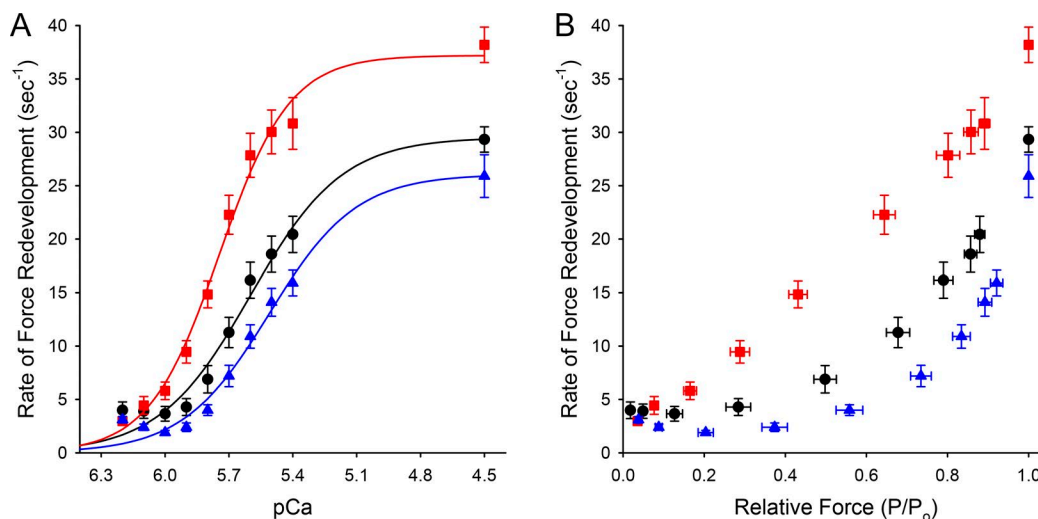 A
Rate of Force Redevelopment (sec-1)
40
35
30
25
20
15
10
5
0
6.3 6.0 5.7 5.4 5.1 4.8 4.5
pCa
B
Rate of Force Redevelopment (sec-1)
40
35
30
25
20
15
10
5
0
0.0 0.2 0.4 0.6 0.8 1.0
Relative Force (P/Po)